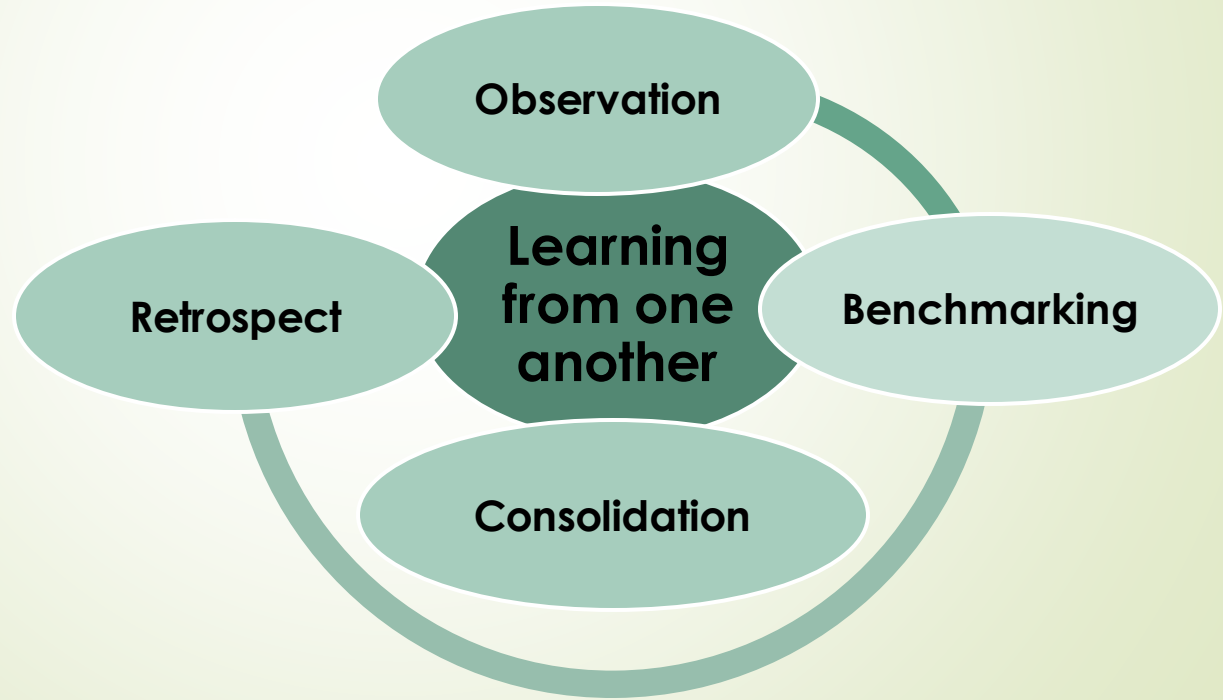 Observation
Learning
from one
another
Retrospect
Benchmarking
Consolidation